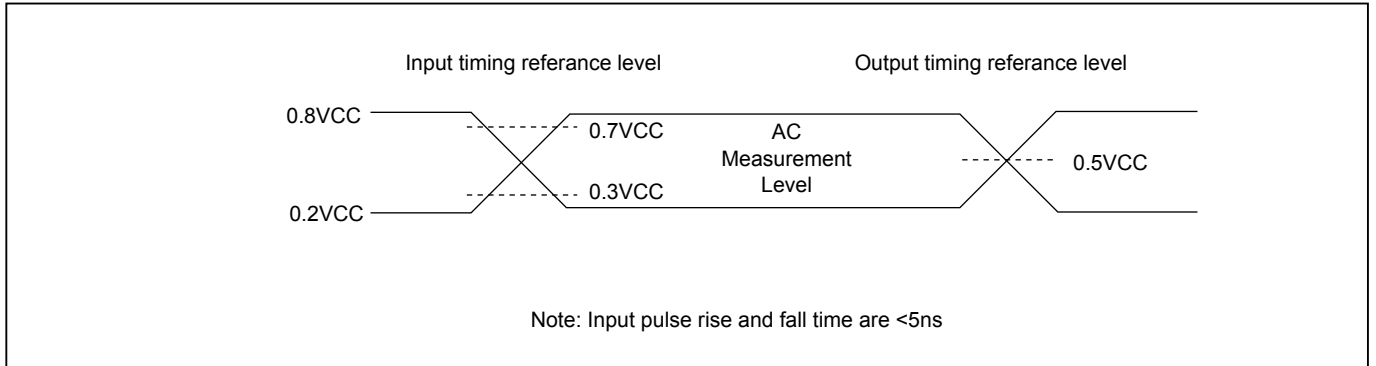 Input timing referance level
Output timing referance level
0.8VCC
0.7VCC
AC
Measurement
Level
0.5VCC
0.3VCC
0.2VCC
Note: Input pulse rise and fall time are <5ns